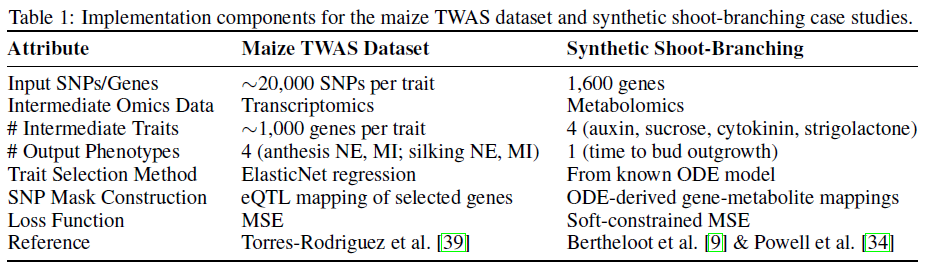 Table 1: Implementation components for the maize TWAS dataset and synthetic shoot-branching case studies.
Attribute Maize TWAS Dataset Synthetic Shoot-Branching
Input SNPs/Genes ∼20,000 SNPs per trait 1,600 genes
Intermediate Omics Data Transcriptomics Metabolomics
# Intermediate Traits ∼1,000 genes per trait 4 (auxin, sucrose, cytokinin, strigolactone)
# Output Phenotypes 4 (anthesis NE, MI; silking NE, MI) 1 (time to bud outgrowth)
Trait Selection Method ElasticNet regression From known ODE model
SNP Mask Construction eQTL mapping of selected genes ODE-derived gene-metabolite mappings
Loss Function MSE Soft-constrained MSE
Reference Torres-Rodriguez et al. [39] Bertheloot et al. [9] & Powell et al. [34]